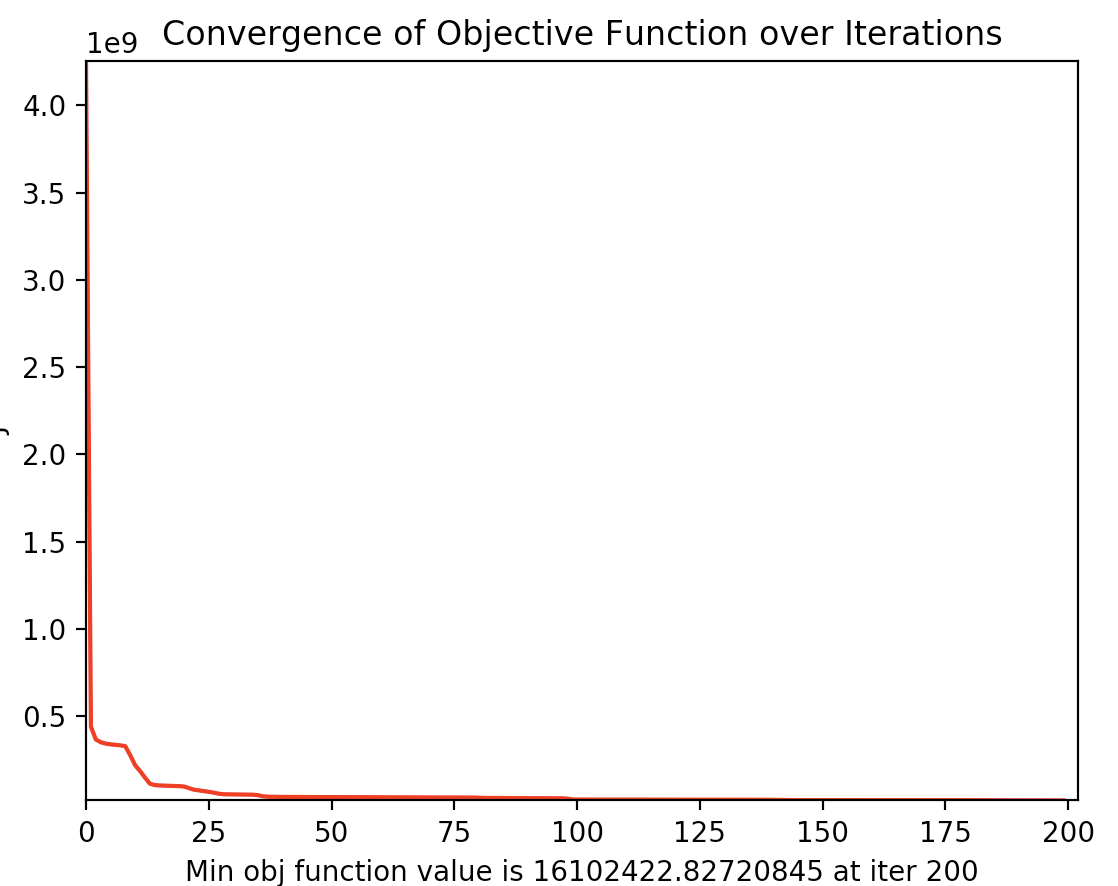 Convergence of Objective Function over Iterations
1e9
4.0
3.5
3.0
2.5
2.0
1.5
1.0
0.5
0 25 50 75 100 125 150 175 200
Min obj function value is 16102422.82720845 at iter 200